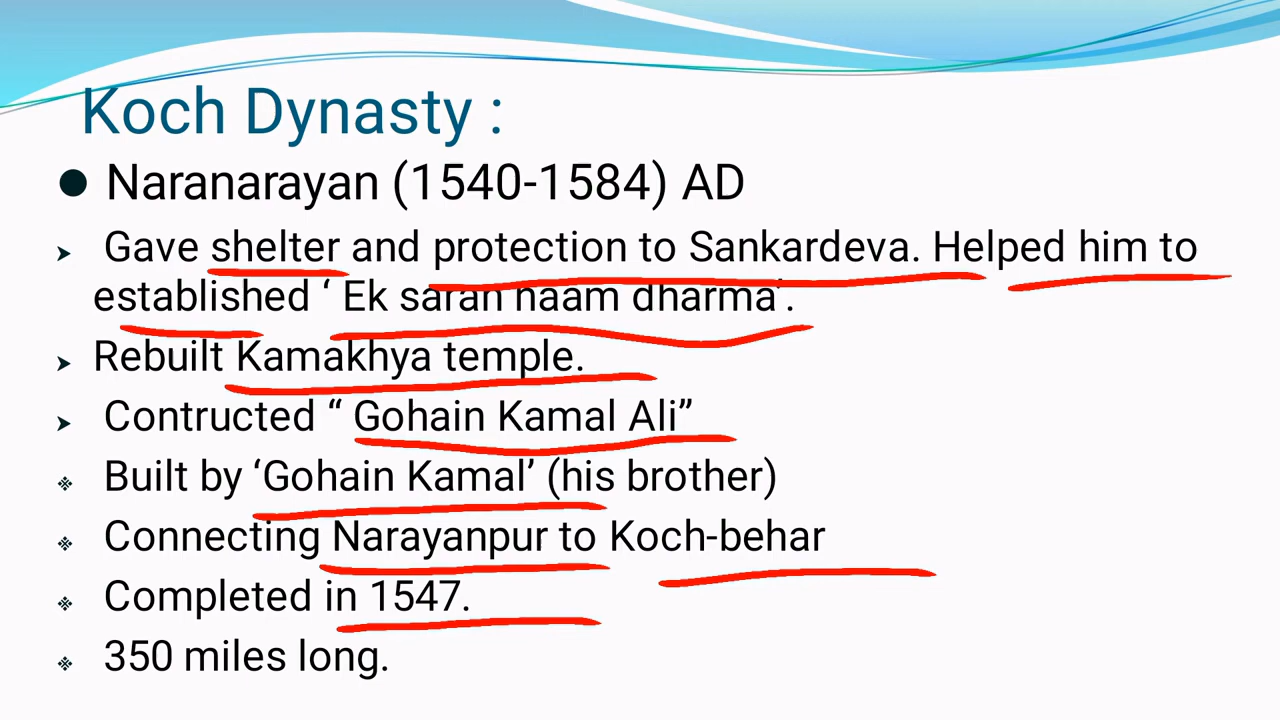 Koch Dynasty :
Naranarayan (1540-1584) AD
Gave shelter and protection to Sankardeva. Helped him to
established ‘ Ek saran naam dharma’.
Rebuilt Kamakhya temple.
Contructed “ Gohain Kamal Ali”
Built by ‘Gohain Kamal’ (his brother)
Connecting Narayanpur to Koch-behar
Completed in 1547.
350 miles long.